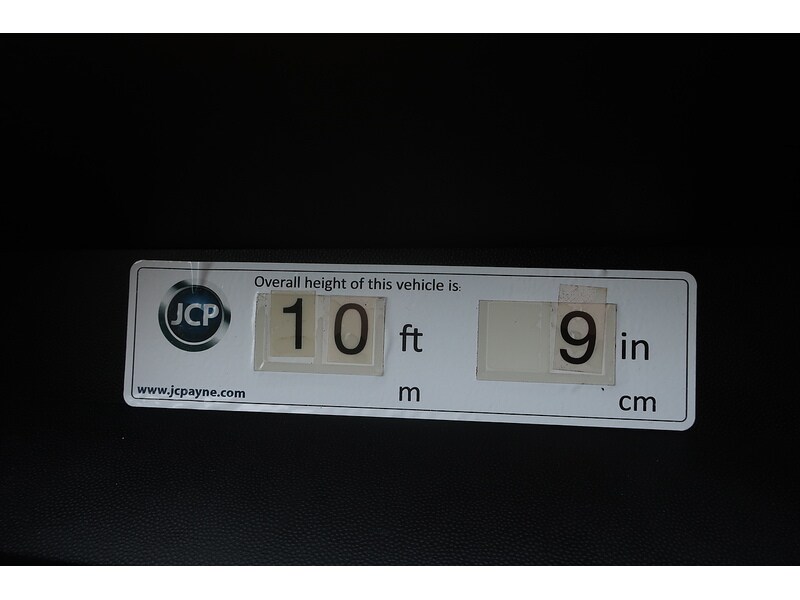 Overall height of this vehicle is:
JCP
10 ft 9 in
m cm
www.jcpayne.com